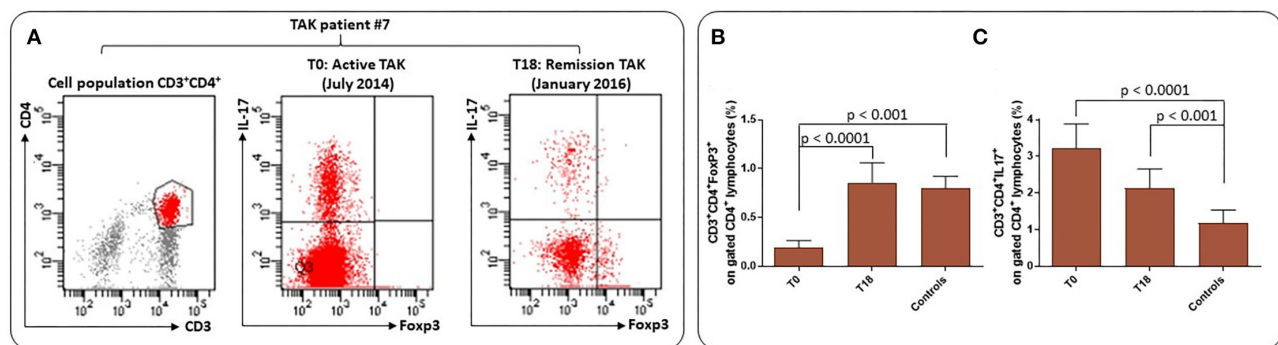 A
TAK patient #7
Cell population CD3⁺CD4⁺
T0: Active TAK
(July 2014)
T18: Remission TAK
(January 2016)
CD4
10⁵
10⁴
10³
10²
10² 10³ 10⁴ 10⁵
CD3
IL-17
10⁵
10⁴
10³
10²
Q3
10² 10³ 10⁴ 10⁵
Foxp3
IL-17
10⁵
10⁴
10³
10²
10² 10³ 10⁴ 10⁵
Foxp3
B
CD3⁺CD4⁺FoxP3⁺
on gated CD4⁺ lymphocytes (%)
1.5
1.0
0.5
0.0
p < 0.001
p < 0.0001
T0
T18
Controls
C
CD3⁺CD4⁺IL17⁺
on gated CD4⁺ lymphocytes (%)
5
4
3
2
1
0
p < 0.0001
p < 0.001
T0
T18
Controls